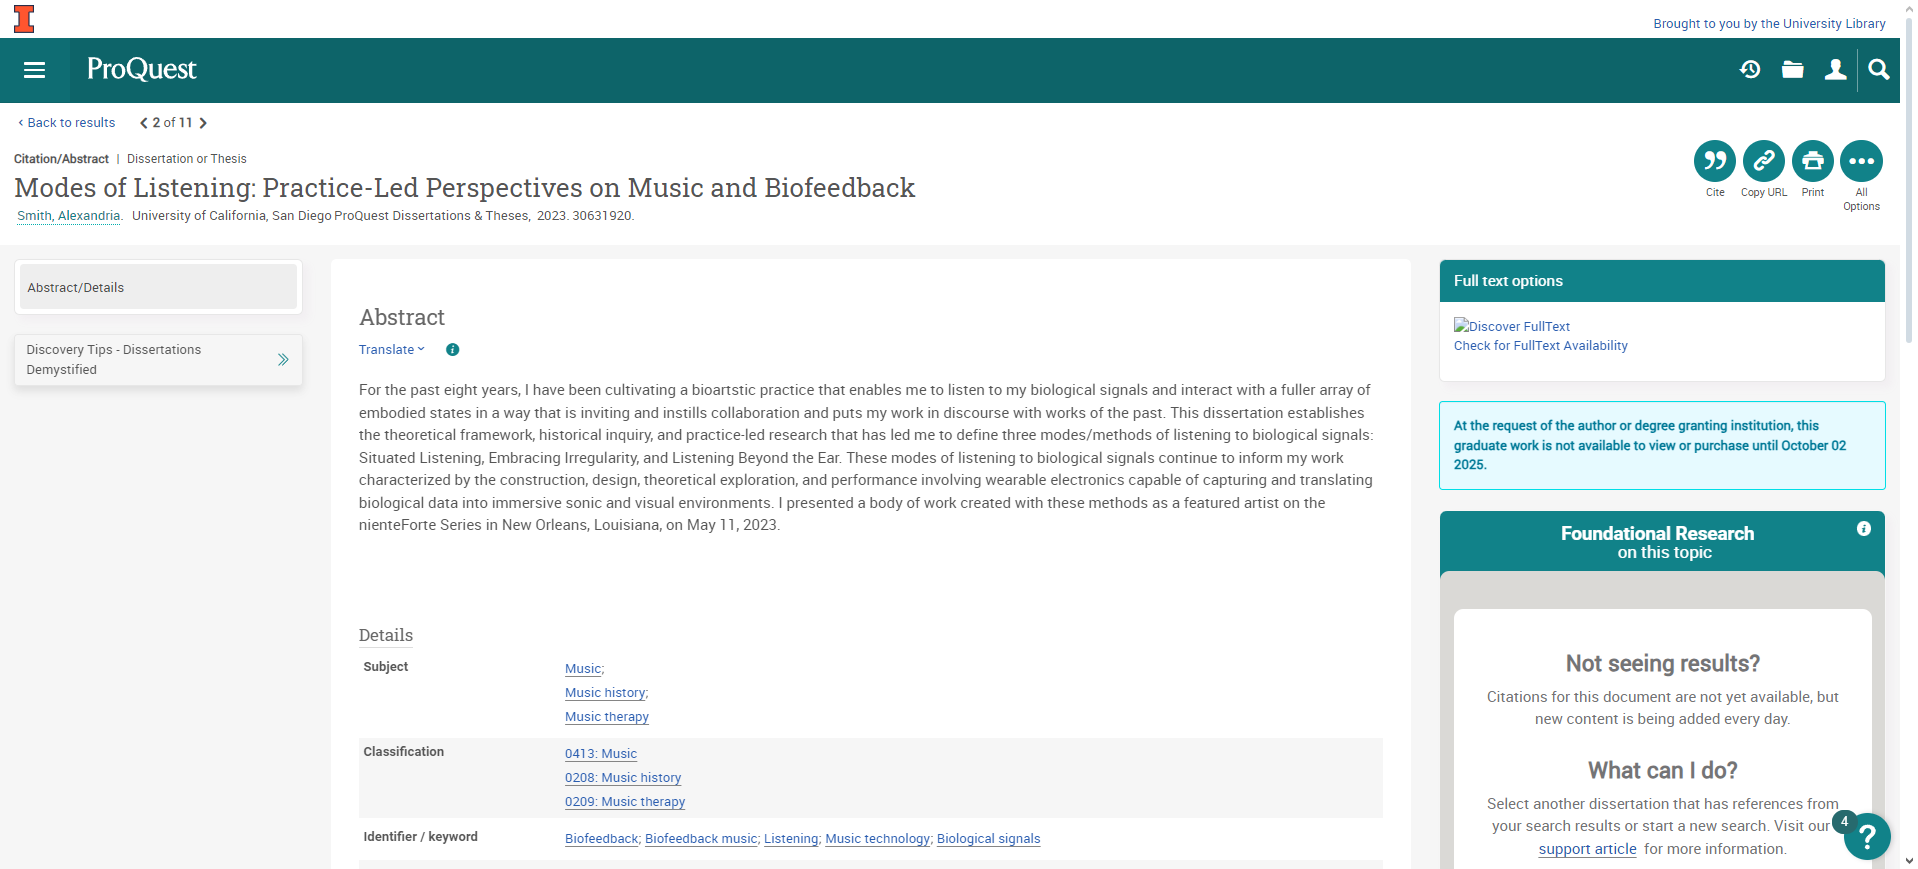 Brought to you by the University Library
ProQuest
Back to results
2 of 11
Citation/Abstract | Dissertation or Thesis
Modes of Listening: Practice-Led Perspectives on Music and Biofeedback
Smith, Alexandria. University of California, San Diego ProQuest Dissertations & Theses, 2023. 30631920.
Cite
Copy URL
Print
All
Options
Abstract/Details
Discovery Tips - Dissertations
Demystified
Abstract
Translate
For the past eight years, I have been cultivating a bioartstic practice that enables me to listen to my biological signals and interact with a fuller array of
embodied states in a way that is inviting and instills collaboration and puts my work in discourse with works of the past. This dissertation establishes
the theoretical framework, historical inquiry, and practice-led research that has led me to define three modes/methods of listening to biological signals:
Situated Listening, Embracing Irregularity, and Listening Beyond the Ear. These modes of listening to biological signals continue to inform my work
characterized by the construction, design, theoretical exploration, and performance involving wearable electronics capable of capturing and translating
biological data into immersive sonic and visual environments. I presented a body of work created with these methods as a featured artist on the
nienteForte Series in New Orleans, Louisiana, on May 11, 2023.
Details
Subject
Music;
Music history;
Music therapy
Classification
0413: Music
0208: Music history
0209: Music therapy
Identifier / keyword
Biofeedback; Biofeedback music; Listening; Music technology; Biological signals
Full text options
Discover FullText
Check for FullText Availability
At the request of the author or degree granting institution, this
graduate work is not available to view or purchase until October 02
2025.
Foundational Research
on this topic
Not seeing results?
Citations for this document are not yet available, but
new content is being added every day.
What can I do?
Select another dissertation that has references from
your search results or start a new search. Visit our
support article for more information.
4
?